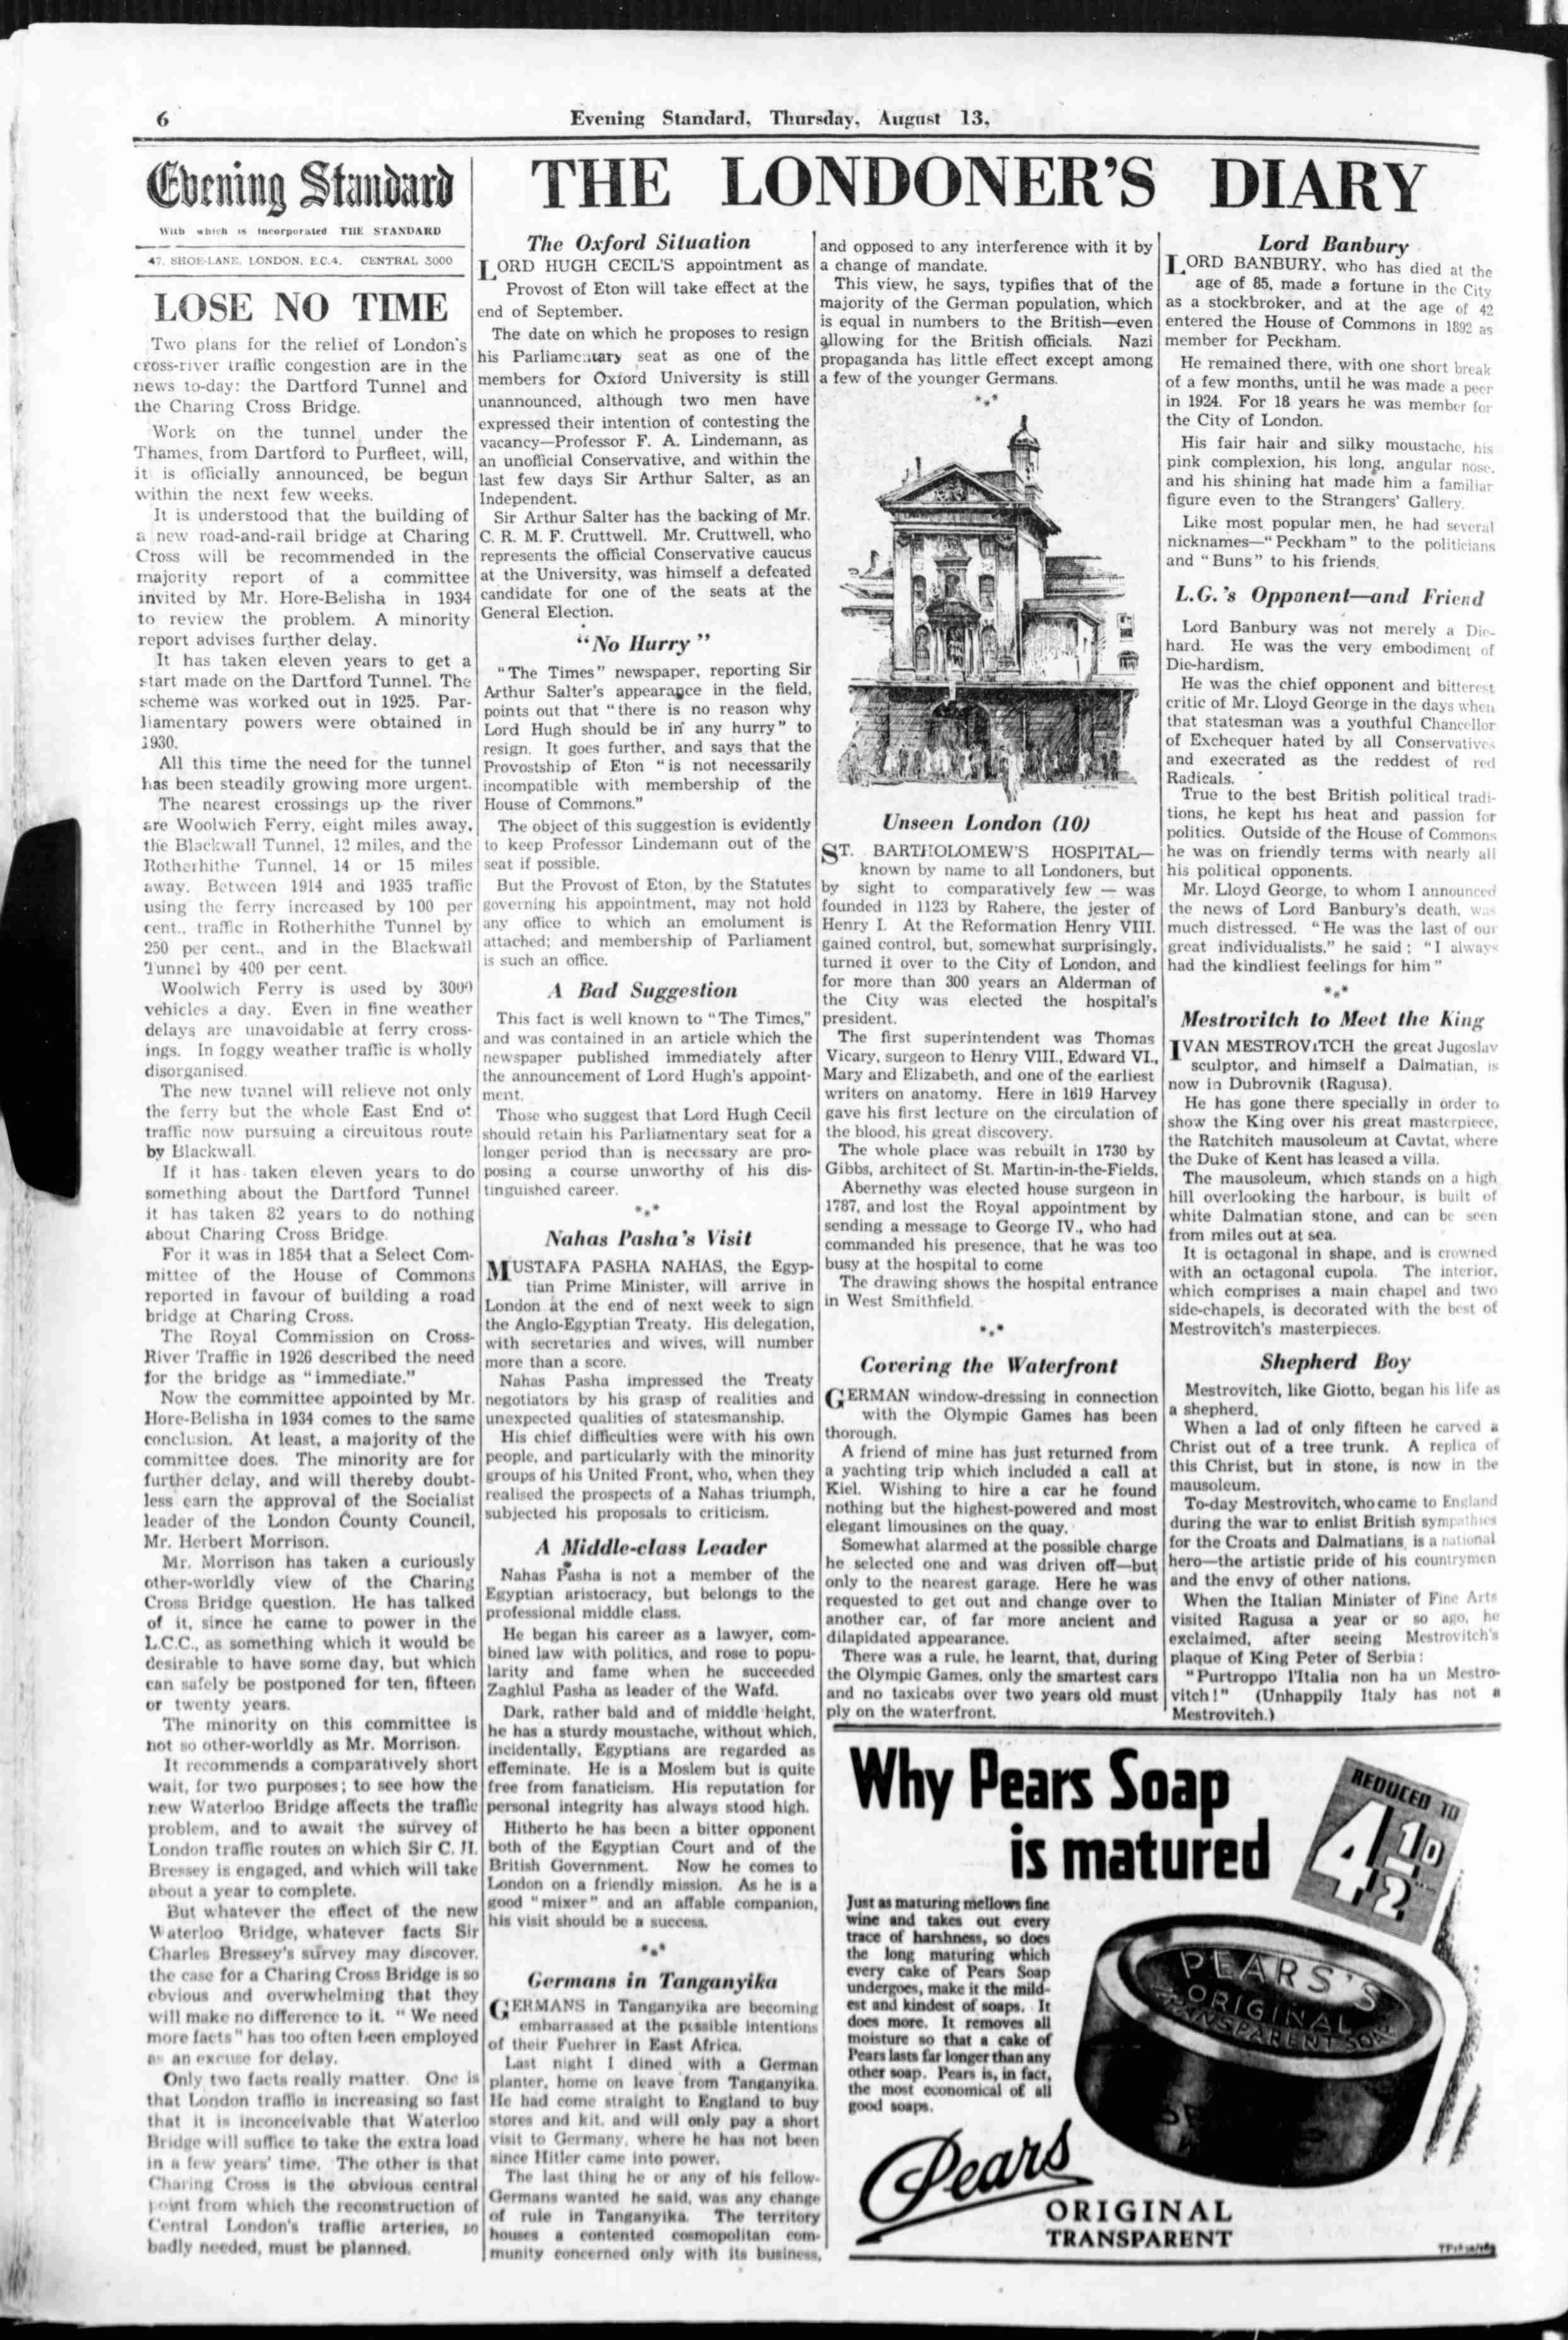 6
Evening Standard, Thursday, August 13,
Evening Standard
With which is incorporated THE STANDARD
47, SHOE-LANE, LONDON, E.C.4. CENTRAL 3000
LOSE NO TIME
Two plans for the relief of London's
cross-river traffic congestion are in the
news to-day: the Dartford Tunnel and
the Charing Cross Bridge.
Work on the tunnel under the
Thames, from Dartford to Purfleet, will,
it is officially announced, be begun
within the next few weeks.
It is understood that the building of
a new road-and-rail bridge at Charing
Cross will be recommended in the
majority report of a committee
invited by Mr. Hore-Belisha in 1934
to review the problem. A minority
report advises further delay.
It has taken eleven years to get a
start made on the Dartford Tunnel. The
scheme was worked out in 1925. Par-
liamentary powers were obtained in
1930.
All this time the need for the tunnel
has been steadily growing more urgent.
The nearest crossings up the river
are Woolwich Ferry, eight miles away,
the Blackwall Tunnel, 12 miles, and the
Rotherhithe Tunnel, 14 or 15 miles
away. Between 1914 and 1935 traffic
using the ferry increased by 100 per
cent., traffic in Rotherhithe Tunnel by
250 per cent., and in the Blackwall
Tunnel by 400 per cent.
Woolwich Ferry is used by 3000
vehicles a day. Even in fine weather
delays are unavoidable at ferry cross-
ings. In foggy weather traffic is wholly
disorganised.
The new tunnel will relieve not only
the ferry but the whole East End of
traffic now pursuing a circuitous route
by Blackwall.
If it has taken eleven years to do
something about the Dartford Tunnel
it has taken 82 years to do nothing
about Charing Cross Bridge.
For it was in 1854 that a Select Com-
mittee of the House of Commons
reported in favour of building a road
bridge at Charing Cross.
The Royal Commission on Cross-
River Traffic in 1926 described the need
for the bridge as "immediate."
Now the committee appointed by Mr.
Hore-Belisha in 1934 comes to the same
conclusion. At least, a majority of the
committee does. The minority are for
further delay, and will thereby doubt-
less earn the approval of the Socialist
leader of the London County Council,
Mr. Herbert Morrison.
Mr. Morrison has taken a curiously
other-worldly view of the Charing
Cross Bridge question. He has talked
of it, since he came to power in the
L.C.C., as something which it would be
desirable to have some day, but which
can safely be postponed for ten, fifteen
or twenty years.
The minority on this committee is
not so other-worldly as Mr. Morrison.
It recommends a comparatively short
wait, for two purposes; to see how the
new Waterloo Bridge affects the traffic
problem, and to await the survey of
London traffic routes on which Sir C. H.
Bressey is engaged, and which will take
about a year to complete.
But whatever the effect of the new
Waterloo Bridge, whatever facts Sir
Charles Bressey's survey may discover,
the case for a Charing Cross Bridge is so
obvious and overwhelming that they
will make no difference to it. "We need
more facts" has too often been employed
as an excuse for delay.
Only two facts really matter. One is
that London traffic is increasing so fast
that it is inconceivable that Waterloo
Bridge will suffice to take the extra load
in a few years' time. The other is that
Charing Cross is the obvious central
point from which the reconstruction of
Central London's traffic arteries, so
badly needed, must be planned.
THE LONDONER'S DIARY
The Oxford Situation
LORD HUGH CECIL'S appointment as
Provost of Eton will take effect at the
end of September.
The date on which he proposes to resign
his Parliamentary seat as one of the
members for Oxford University is still
unannounced, although two men have
expressed their intention of contesting the
vacancy—Professor F. A. Lindemann, as
an unofficial Conservative, and within the
last few days Sir Arthur Salter, as an
Independent.
Sir Arthur Salter has the backing of Mr.
C. R. M. F. Cruttwell. Mr. Cruttwell, who
represents the official Conservative caucus
at the University, was himself a defeated
candidate for one of the seats at the
General Election.
"No Hurry"
"The Times" newspaper, reporting Sir
Arthur Salter's appearance in the field,
points out that "there is no reason why
Lord Hugh should be in any hurry" to
resign. It goes further, and says that the
Provostship of Eton "is not necessarily
incompatible with membership of the
House of Commons."
The object of this suggestion is evidently
to keep Professor Lindemann out of the
seat if possible.
But the Provost of Eton, by the Statutes
governing his appointment, may not hold
any office to which an emolument is
attached; and membership of Parliament
is such an office.
A Bad Suggestion
This fact is well known to "The Times,"
and was contained in an article which the
newspaper published immediately after
the announcement of Lord Hugh's appoint-
ment.
Those who suggest that Lord Hugh Cecil
should retain his Parliamentary seat for a
longer period than is necessary are pro-
posing a course unworthy of his dis-
tinguished career.
***
Nahas Pasha's Visit
MUSTAFA PASHA NAHAS, the Egyp-
tian Prime Minister, will arrive in
London at the end of next week to sign
the Anglo-Egyptian Treaty. His delegation,
with secretaries and wives, will number
more than a score.
Nahas Pasha impressed the Treaty
negotiators by his grasp of realities and
unexpected qualities of statesmanship.
His chief difficulties were with his own
people, and particularly with the minority
groups of his United Front, who, when they
realised the prospects of a Nahas triumph,
subjected his proposals to criticism.
A Middle-class Leader
Nahas Pasha is not a member of the
Egyptian aristocracy, but belongs to the
professional middle class.
He began his career as a lawyer, com-
bined law with politics, and rose to popu-
larity and fame when he succeeded
Zaghlul Pasha as leader of the Wafd.
Dark, rather bald and of middle height,
he has a sturdy moustache, without which,
incidentally, Egyptians are regarded as
effeminate. He is a Moslem but is quite
free from fanaticism. His reputation for
personal integrity has always stood high.
Hitherto he has been a bitter opponent
both of the Egyptian Court and of the
British Government. Now he comes to
London on a friendly mission. As he is a
good "mixer" and an affable companion,
his visit should be a success.
***
Germans in Tanganyika
GERMANS in Tanganyika are becoming
embarrassed at the possible intentions
of their Fuehrer in East Africa.
Last night I dined with a German
planter, home on leave from Tanganyika.
He had come straight to England to buy
stores and kit, and will only pay a short
visit to Germany, where he has not been
since Hitler came into power.
The last thing he or any of his fellow-
Germans wanted he said, was any change
of rule in Tanganyika. The territory
houses a contented cosmopolitan com-
munity concerned only with its business,
and opposed to any interference with it by
a change of mandate.
This view, he says, typifies that of the
majority of the German population, which
is equal in numbers to the British—even
allowing for the British officials. Nazi
propaganda has little effect except among
a few of the younger Germans.
***
Unseen London (10)
ST. BARTHOLOMEW'S HOSPITAL—
known by name to all Londoners, but
by sight to comparatively few — was
founded in 1123 by Rahere, the jester of
Henry I. At the Reformation Henry VIII.
gained control, but, somewhat surprisingly,
turned it over to the City of London, and
for more than 300 years an Alderman of
the City was elected the hospital's
president.
The first superintendent was Thomas
Vicary, surgeon to Henry VIII., Edward VI.,
Mary and Elizabeth, and one of the earliest
writers on anatomy. Here in 1619 Harvey
gave his first lecture on the circulation of
the blood, his great discovery.
The whole place was rebuilt in 1730 by
Gibbs, architect of St. Martin-in-the-Fields.
Abernethy was elected house surgeon in
1787, and lost the Royal appointment by
sending a message to George IV., who had
commanded his presence, that he was too
busy at the hospital to come
The drawing shows the hospital entrance
in West Smithfield.
***
Covering the Waterfront
GERMAN window-dressing in connection
with the Olympic Games has been
thorough.
A friend of mine has just returned from
a yachting trip which included a call at
Kiel. Wishing to hire a car he found
nothing but the highest-powered and most
elegant limousines on the quay.
Somewhat alarmed at the possible charge
he selected one and was driven off—but
only to the nearest garage. Here he was
requested to get out and change over to
another car, of far more ancient and
dilapidated appearance.
There was a rule, he learnt, that, during
the Olympic Games, only the smartest cars
and no taxicabs over two years old must
ply on the waterfront.
Lord Banbury
LORD BANBURY, who has died at the
age of 85, made a fortune in the City
as a stockbroker, and at the age of 42
entered the House of Commons in 1892 as
member for Peckham.
He remained there, with one short break
of a few months, until he was made a peer
in 1924. For 18 years he was member for
the City of London.
His fair hair and silky moustache, his
pink complexion, his long, angular nose,
and his shining hat made him a familiar
figure even to the Strangers' Gallery.
Like most popular men, he had several
nicknames—"Peckham" to the politicians
and "Buns" to his friends.
L.G.'s Opponent—and Friend
Lord Banbury was not merely a Die-
hard. He was the very embodiment of
Die-hardism.
He was the chief opponent and bitterest
critic of Mr. Lloyd George in the days when
that statesman was a youthful Chancellor
of Exchequer hated by all Conservatives
and execrated as the reddest of red
Radicals.
True to the best British political tradi-
tions, he kept his heat and passion for
politics. Outside of the House of Commons
he was on friendly terms with nearly all
his political opponents.
Mr. Lloyd George, to whom I announced
the news of Lord Banbury's death, was
much distressed. "He was the last of our
great individualists." he said; "I always
had the kindliest feelings for him"
***
Mestrovitch to Meet the King
IVAN MESTROVITCH the great Jugoslav
sculptor, and himself a Dalmatian, is
now in Dubrovnik (Ragusa).
He has gone there specially in order to
show the King over his great masterpiece,
the Ratchitch mausoleum at Cavtat, where
the Duke of Kent has leased a villa.
The mausoleum, which stands on a high
hill overlooking the harbour, is built of
white Dalmatian stone, and can be seen
from miles out at sea.
It is octagonal in shape, and is crowned
with an octagonal cupola. The interior,
which comprises a main chapel and two
side-chapels, is decorated with the best of
Mestrovitch's masterpieces.
Shepherd Boy
Mestrovitch, like Giotto, began his life as
a shepherd.
When a lad of only fifteen he carved a
Christ out of a tree trunk. A replica of
this Christ, but in stone, is now in the
mausoleum.
To-day Mestrovitch, who came to England
during the war to enlist British sympathies
for the Croats and Dalmatians, is a national
hero—the artistic pride of his countrymen
and the envy of other nations.
When the Italian Minister of Fine Arts
visited Ragusa a year or so ago, he
exclaimed, after seeing Mestrovitch's
plaque of King Peter of Serbia:
"Purtroppo l'Italia non ha un Mestro-
vitch!" (Unhappily Italy has not a
Mestrovitch.)
Why Pears Soap
is matured
REDUCED TO
4½D
Just as maturing mellows fine
wine and takes out every
trace of harshness, so does
the long maturing which
every cake of Pears Soap
undergoes, make it the mild-
est and kindest of soaps. It
does more. It removes all
moisture so that a cake of
Pears lasts far longer than any
other soap. Pears is, in fact,
the most economical of all
good soaps.
PEARS'S
ORIGINAL
TRANSPARENT SOAP
Pears
ORIGINAL
TRANSPARENT